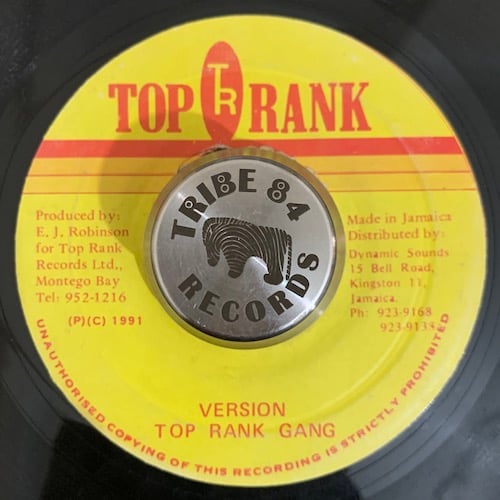 TOP TR RANK
TRIBE 84
RECORDS
Produced by:
E. J. Robinson
for Top Rank
Records Ltd.,
Montego Bay
Tel: 952-1216
(P)(C) 1991
Made in Jamaica
Distributed by:
Dynamic Sounds
15 Bell Road,
Kingston 11,
Jamaica.
Ph: 923-9168
923-9138
VERSION
TOP RANK GANG
UNAUTHORISED COPYING OF THIS RECORDING IS STRICTLY PROHIBITED